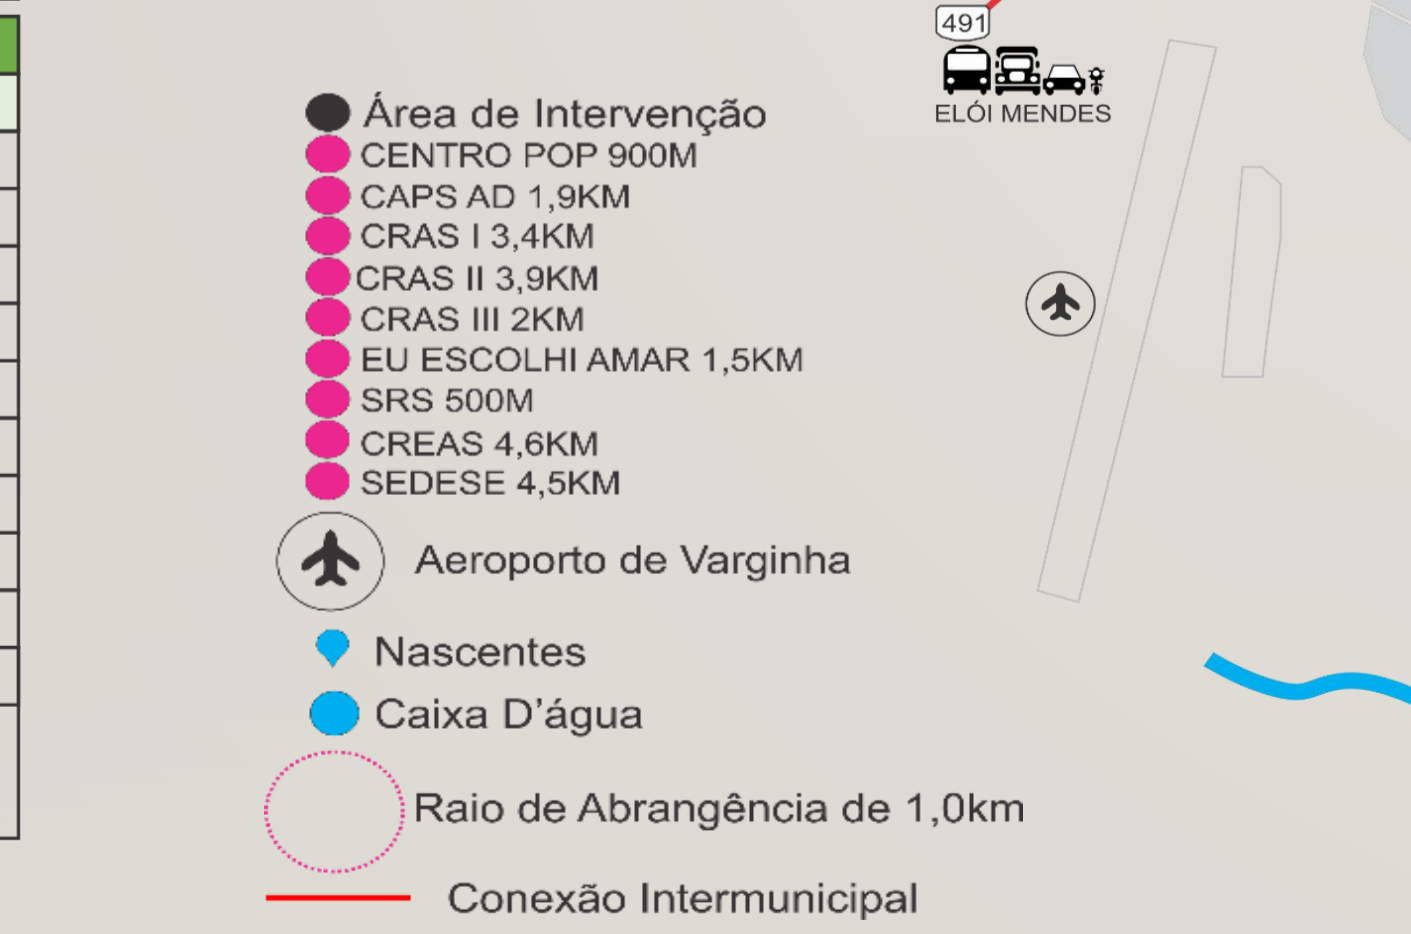 491
ELÓI MENDES
Área de Intervenção
CENTRO POP 900M
CAPS AD 1,9KM
CRAS I 3,4KM
CRAS II 3,9KM
CRAS III 2KM
EU ESCOLHI AMAR 1,5KM
SRS 500M
CREAS 4,6KM
SEDESE 4,5KM
Aeroporto de Varginha
Nascentes
Caixa D'água
Raio de Abrangência de 1,0km
Conexão Intermunicipal